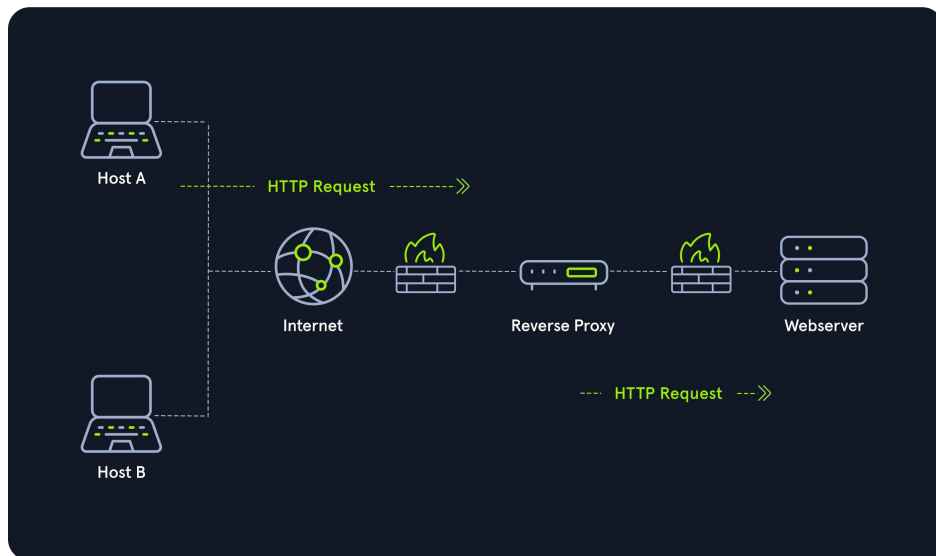 Host A
HTTP Request
Internet
Reverse Proxy
Webserver
HTTP Request
Host B